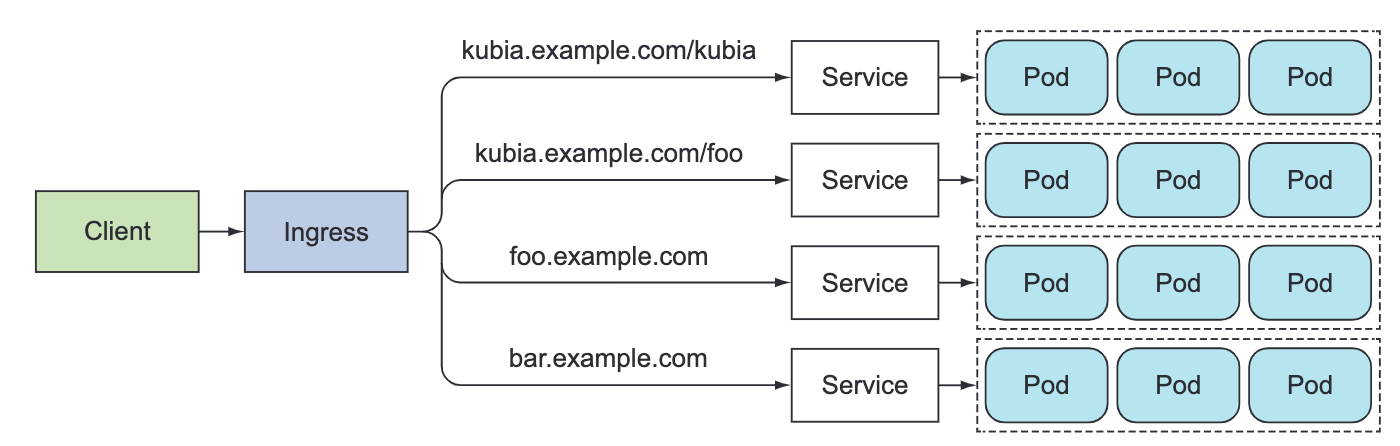 kubia.example.com/kubia
Service
Pod
Pod
Pod
kubia.example.com/foo
Service
Pod
Pod
Pod
Client
Ingress
foo.example.com
Service
Pod
Pod
Pod
bar.example.com
Service
Pod
Pod
Pod